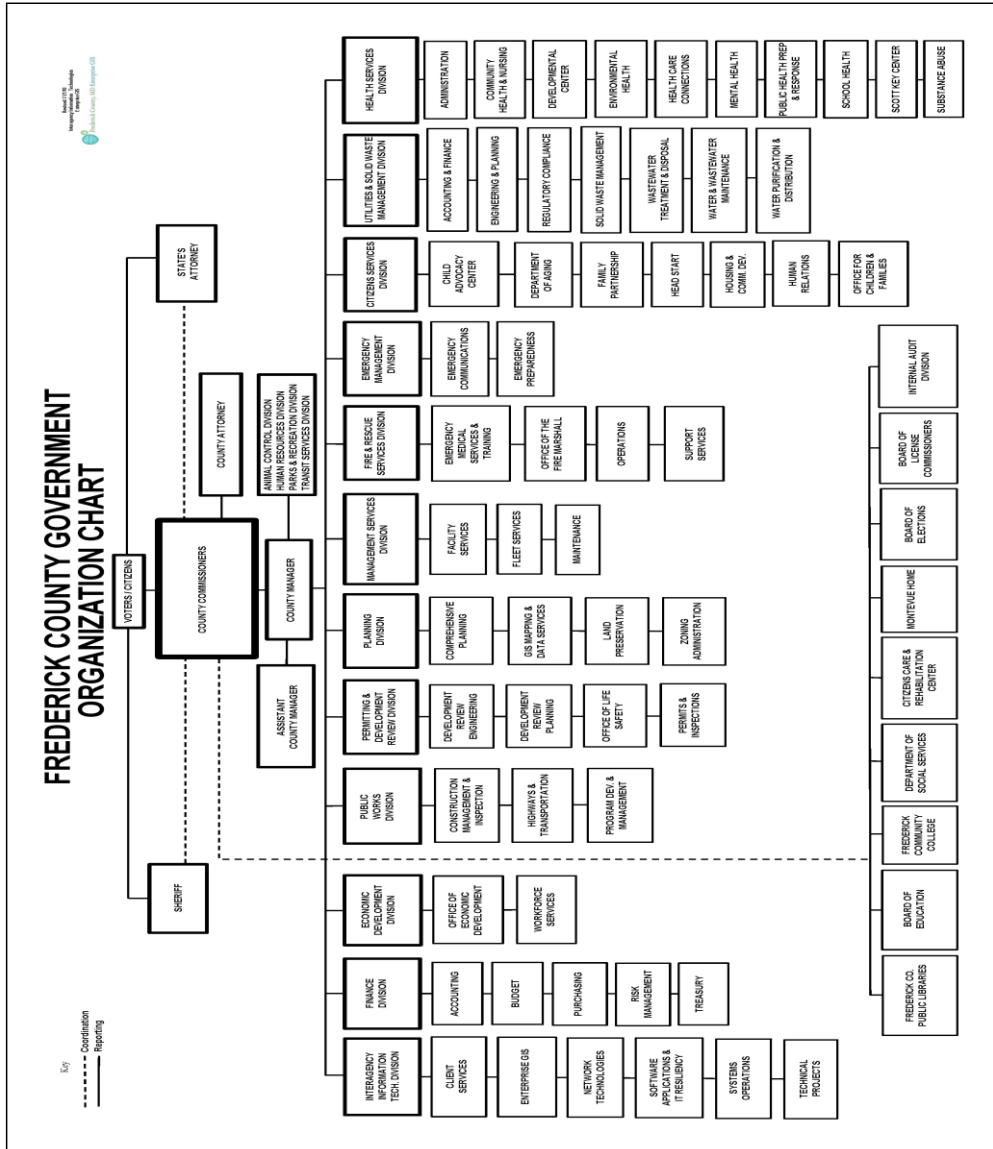 FREDERICK COUNTY GOVERNMENT
ORGANIZATION CHART
Key
Coordination
Reporting
Interagency Information Technologies
Enterprise GIS
Frederick County, MD Enterprise GIS
VOTERS / CITIZENS
SHERIFF
STATE'S
ATTORNEY
COUNTY COMMISSIONERS
COUNTY ATTORNEY
ASSISTANT
COUNTY MANAGER
COUNTY MANAGER
ANIMAL CONTROL DIVISION
HUMAN RESOURCES DIVISION
PARKS & RECREATION DIVISION
TRANSIT SERVICES DIVISION
INTERAGENCY
INFORMATION
TECH. DIVISION
CLIENT
SERVICES
ENTERPRISE GIS
NETWORK
TECHNOLOGIES
SOFTWARE
APPLICATIONS &
IT RESILIENCY
SYSTEMS
OPERATIONS
TECHNICAL
PROJECTS
FINANCE
DIVISION
ACCOUNTING
BUDGET
PURCHASING
RISK
MANAGEMENT
TREASURY
ECONOMIC
DEVELOPMENT
DIVISION
OFFICE OF
ECONOMIC
DEVELOPMENT
WORKFORCE
SERVICES
PUBLIC
WORKS
DIVISION
CONSTRUCTION
MANAGEMENT &
INSPECTION
HIGHWAYS &
TRANSPORTATION
PROGRAM DEV. &
MANAGEMENT
PERMITTING &
DEVELOPMENT
REVIEW DIVISION
DEVELOPMENT
REVIEW
ENGINEERING
DEVELOPMENT
REVIEW
PLANNING
OFFICE OF LIFE
SAFETY
PERMITS &
INSPECTIONS
PLANNING
DIVISION
COMPREHENSIVE
PLANNING
GIS MAPPING &
DATA SERVICES
LAND
PRESERVATION
ZONING
ADMINISTRATION
MANAGEMENT SERVICES
DIVISION
FACILITY
SERVICES
FLEET SERVICES
MAINTENANCE
FIRE & RESCUE
SERVICES DIVISION
EMERGENCY
MEDICAL
SERVICES &
TRAINING
OFFICE OF THE
FIRE MARSHALL
OPERATIONS
SUPPORT
SERVICES
EMERGENCY
MANAGEMENT
DIVISION
EMERGENCY
COMMUNICATIONS
EMERGENCY
PREPAREDNESS
CITIZENS SERVICES
DIVISION
CHILD
ADVOCACY
CENTER
DEPARTMENT
OF AGING
FAMILY
PARTNERSHIP
HEAD START
HOUSING &
COMM. DEV.
HUMAN
RELATIONS
OFFICE FOR
CHILDREN &
FAMILIES
UTILITIES & SOLID WASTE
MANAGEMENT DIVISION
ACCOUNTING & FINANCE
ENGINEERING &
PLANNING
REGULATORY COMPLIANCE
SOLID WASTE MANAGEMENT
WASTEWATER
TREATMENT & DISPOSAL
WATER & WASTEWATER
MAINTENANCE
WATER PURIFICATION &
DISTRIBUTION
HEALTH SERVICES
DIVISION
ADMINISTRATION
COMMUNITY
HEALTH & NURSING
DEVELOPMENTAL
CENTER
ENVIRONMENTAL
HEALTH
HEALTH CARE
CONNECTIONS
MENTAL HEALTH
PUBLIC HEALTH PREP
& RESPONSE
SCHOOL HEALTH
SCOTT KEY CENTER
SUBSTANCE ABUSE
FREDERICK CO.
PUBLIC LIBRARIES
BOARD OF
EDUCATION
FREDERICK
COMMUNITY
COLLEGE
DEPARTMENT OF
SOCIAL SERVICES
CITIZENS CARE &
REHABILITATION
CENTER
MONTEVUE HOME
BOARD OF
ELECTIONS
BOARD OF
LICENSE
COMMISSIONERS
INTERNAL AUDIT
DIVISION